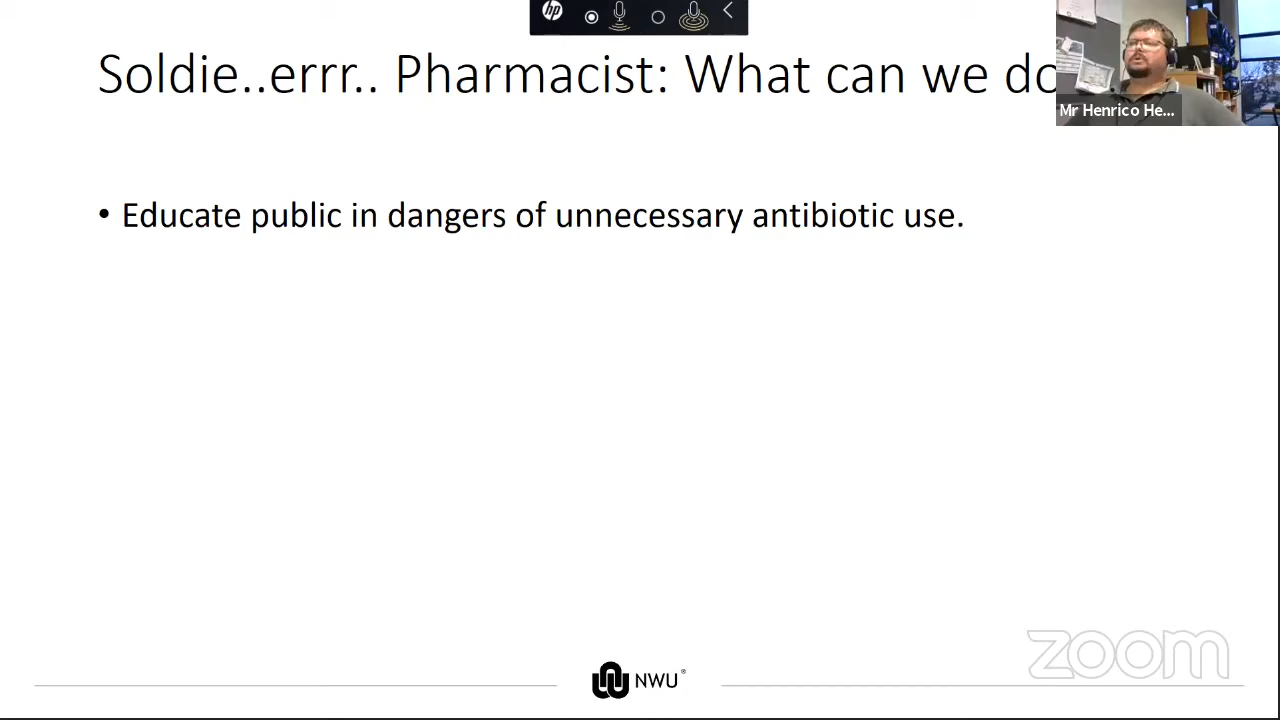 hp
Soldie..errr.. Pharmacist: What can we do
Mr Henrico He...
• Educate public in dangers of unnecessary antibiotic use.
zoom
NWU®